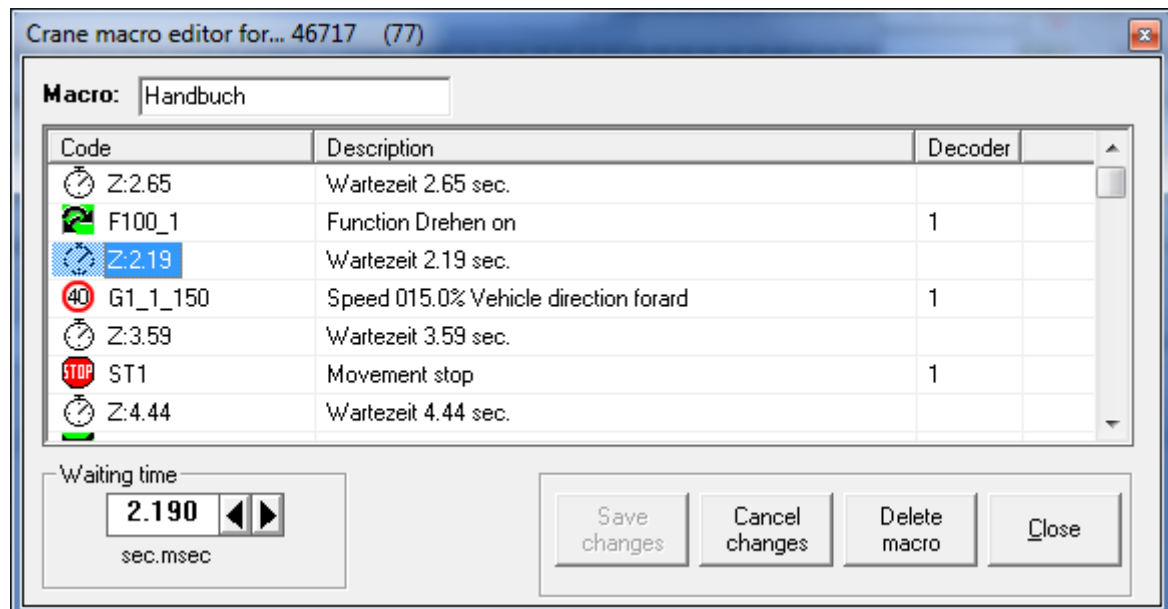 Crane macro editor for... 46717 (77)
Macro: Handbuch
Code Description Decoder
Z:2.65 Wartezeit 2.65 sec.
F100_1 Function Drehen on 1
Z:2.19 Wartezeit 2.19 sec.
40 G1_1_150 Speed 015.0% Vehicle direction forard 1
Z:3.59 Wartezeit 3.59 sec.
STOP ST1 Movement stop 1
Z:4.44 Wartezeit 4.44 sec.
Waiting time
2.190
sec.msec
Save changes
Cancel changes
Delete macro
Close